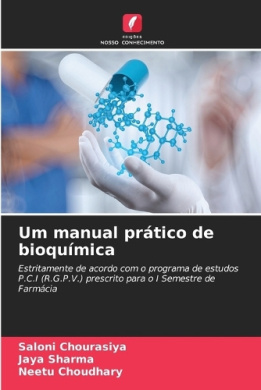 edições
NOSSO CONHECIMENTO
Um manual prático de
bioquímica
Estritamente de acordo com o programa de estudos
P.C.I (R.G.P.V.) prescrito para o I Semestre de
Farmácia
Saloni Chourasiya
Jaya Sharma
Neetu Choudhary